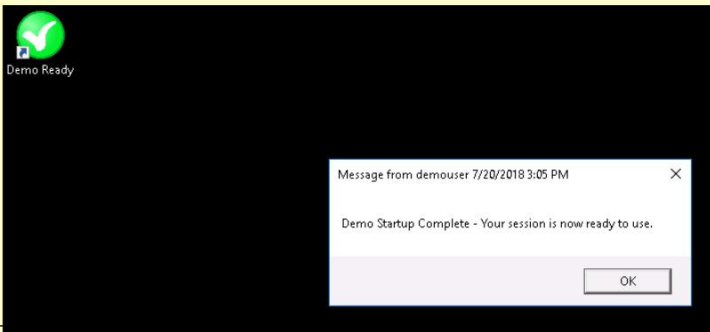 Demo Ready
Message from demouser 7/20/2018 3:05 PM
Demo Startup Complete - Your session is now ready to use.
OK